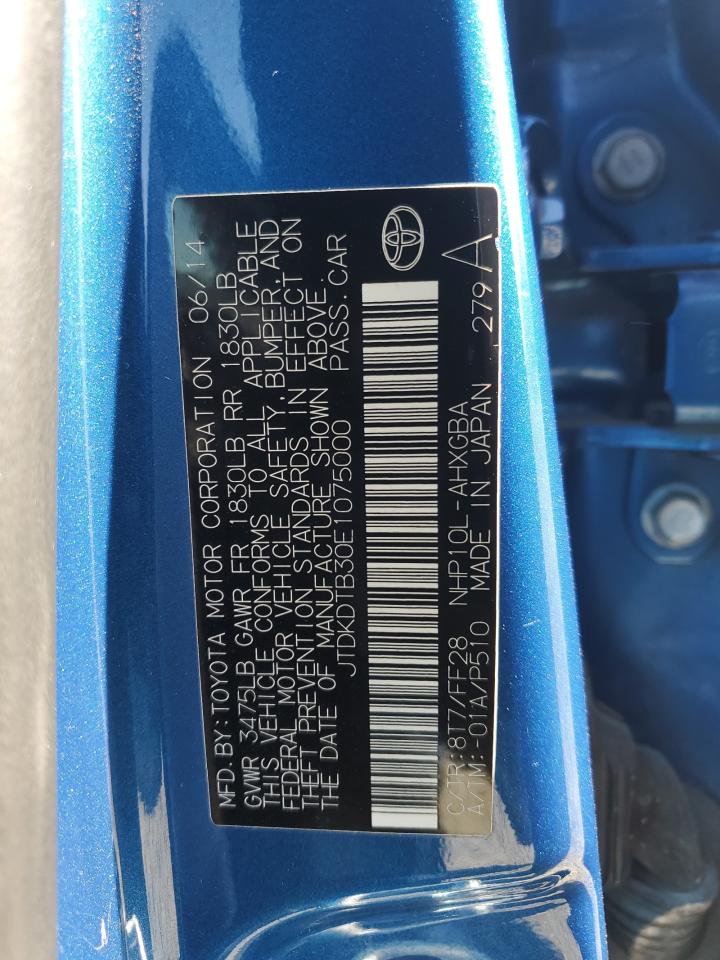 MFD.BY:TOYOTA MOTOR CORPORATION 06/14
GVWR 3475LB GAWR FR 1830LB RR 1830LB
THIS VEHICLE CONFORMS TO ALL APPLICABLE
FEDERAL MOTOR VEHICLE SAFETY,BUMPER,AND
THEFT PREVENTION STANDARDS IN EFFECT ON
THE DATE OF MANUFACTURE SHOWN ABOVE.
JTDKDTB30E1075000 PASS.CAR
C/TR:8T7/FF28 NHP10L-AHXGBA
A/TM:-01A/P510 MADE IN JAPAN 279A